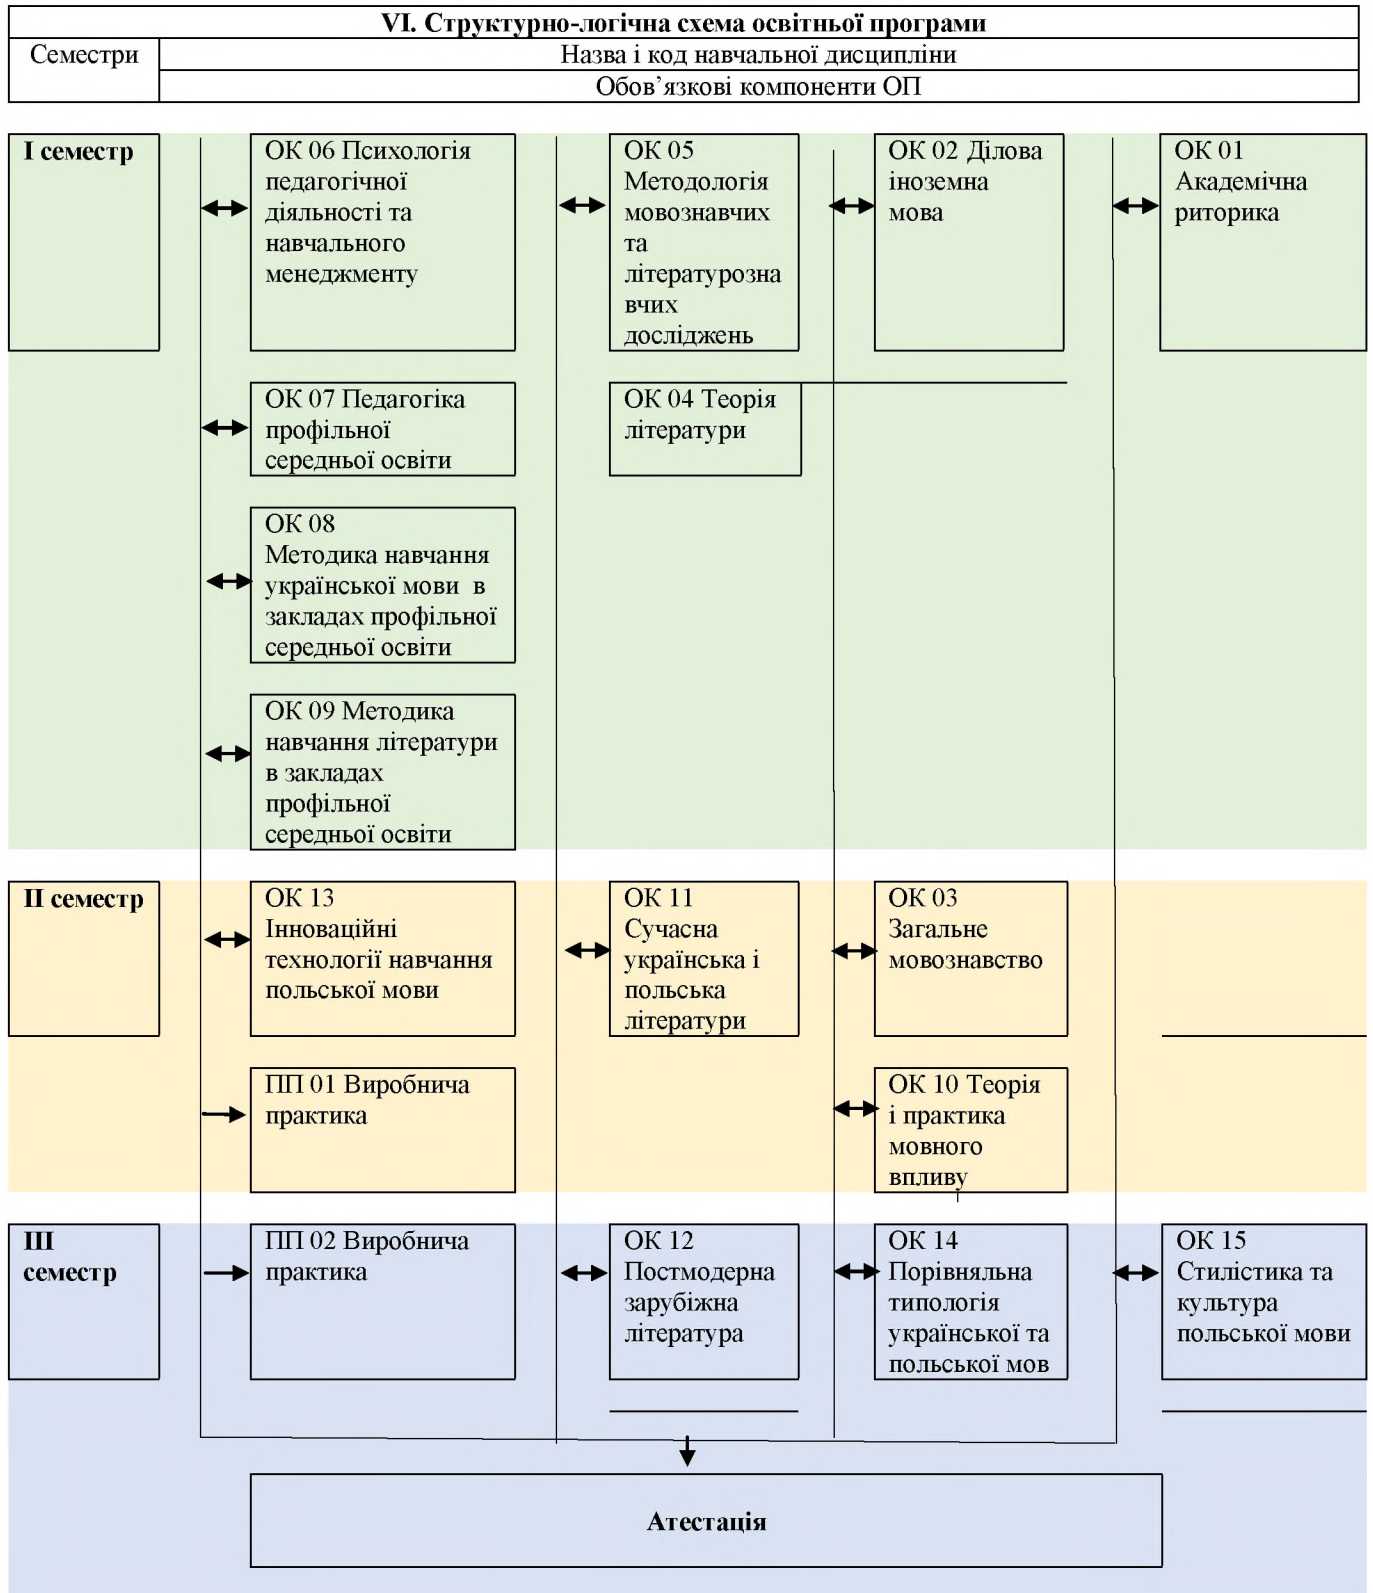 VI. Структурно-логічна схема освітньої програми
Семестри
Назва і код навчальної дисципліни
Обов’язкові компоненти ОП
І семестр
ОК 06 Психологія
педагогічної
діяльності та
навчального
менеджменту
ОК 05
Методологія
мовознавчих
та
літературозна
вчих
досліджень
ОК 02 Ділова
іноземна
мова
ОК 01
Академічна
риторика
ОК 07 Педагогіка
профільної
середньої освіти
ОК 04 Теорія
літератури
ОК 08
Методика навчання
української мови в
закладах профільної
середньої освіти
ОК 09 Методика
навчання літератури
в закладах
профільної
середньої освіти
ІІ семестр
ОК 13
Інноваційні
технології навчання
польської мови
ОК 11
Сучасна
українська і
польська
літератури
ОК 03
Загальне
мовознавство
ПП 01 Виробнича
практика
ОК 10 Теорія
і практика
мовного
впливу
ІІІ
семестр
ПП 02 Виробнича
практика
ОК 12
Постмодерна
зарубіжна
література
ОК 14
Порівняльна
типологія
української та
польської мов
ОК 15
Стилістика та
культура
польської мови
Атестація